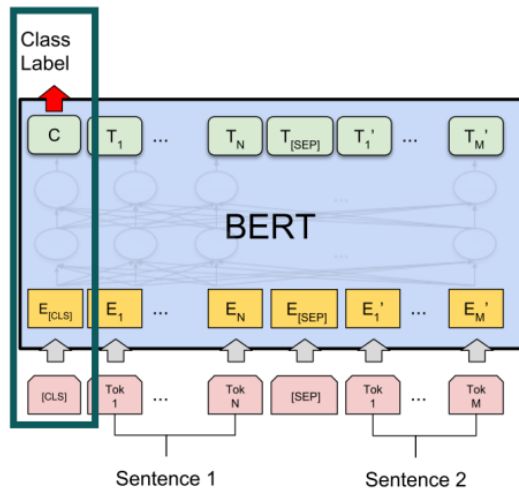 Class
Label
C T1 ... TN T[SEP] T1' ... TM'
...
BERT
...
E[CLS] E1 ... EN E[SEP] E1' ... EM'
[CLS] Tok 1 ... Tok N [SEP] Tok 1 ... Tok M
Sentence 1 Sentence 2